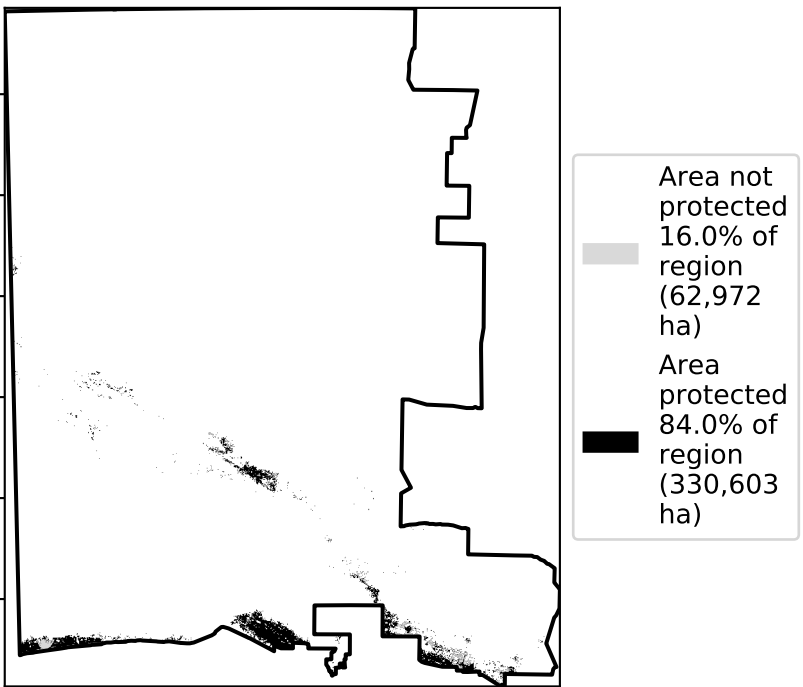 Area not
protected
16.0% of
region
(62,972
ha)
Area
protected
84.0% of
region
(330,603
ha)